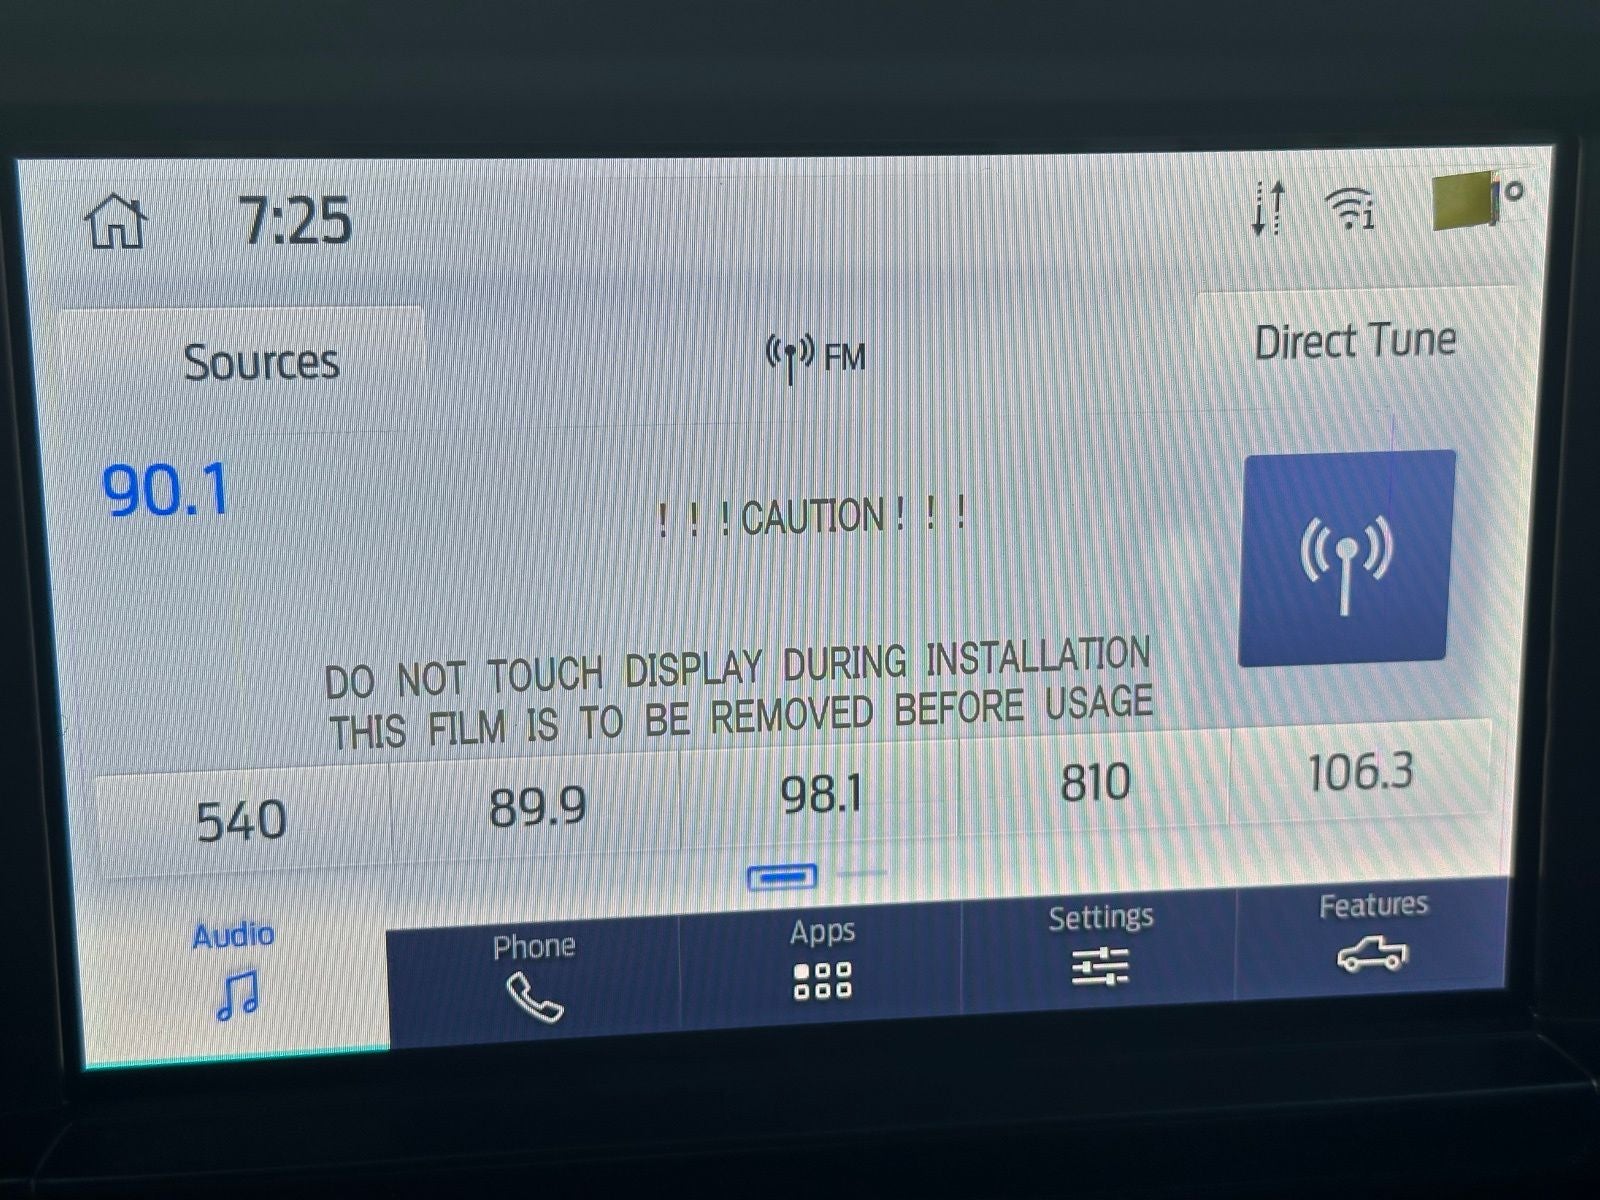 7:25
Sources
FM
Direct Tune
90.1
! ! ! CAUTION ! ! !
DO NOT TOUCH DISPLAY DURING INSTALLATION
THIS FILM IS TO BE REMOVED BEFORE USAGE
540
89.9
98.1
810
106.3
Audio
Phone
Apps
Settings
Features